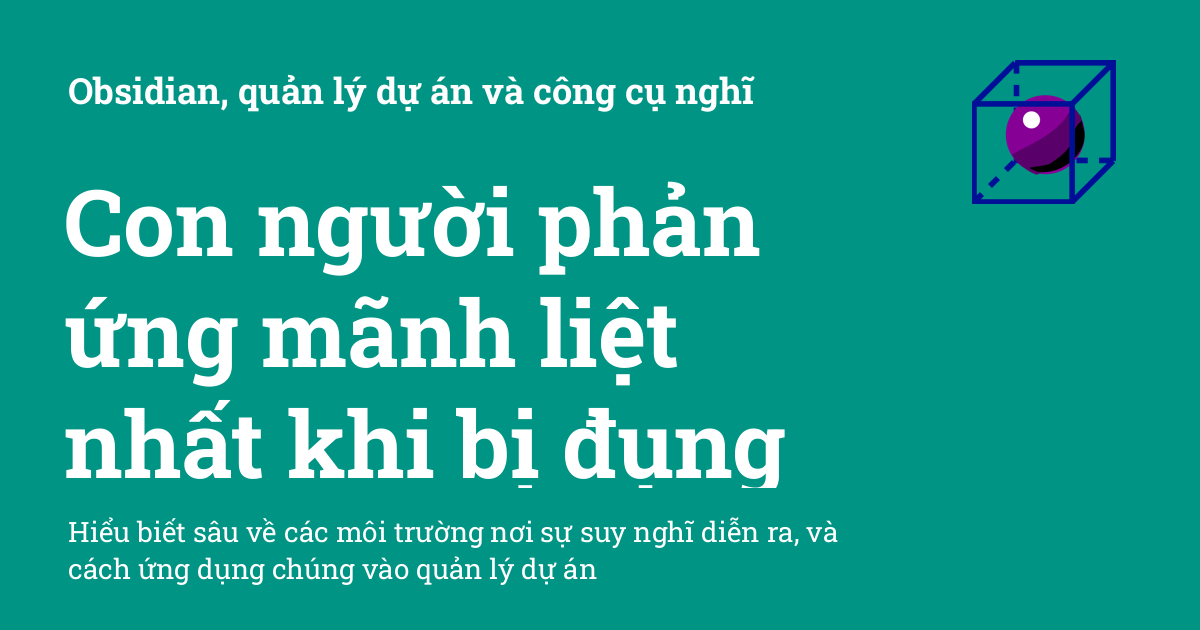 Obsidian, quản lý dự án và công cụ nghĩ
Con người phản
ứng mãnh liệt
nhất khi bị đụng
Hiểu biết sâu về các môi trường nơi sự suy nghĩ diễn ra, và
cách ứng dụng chúng vào quản lý dự án